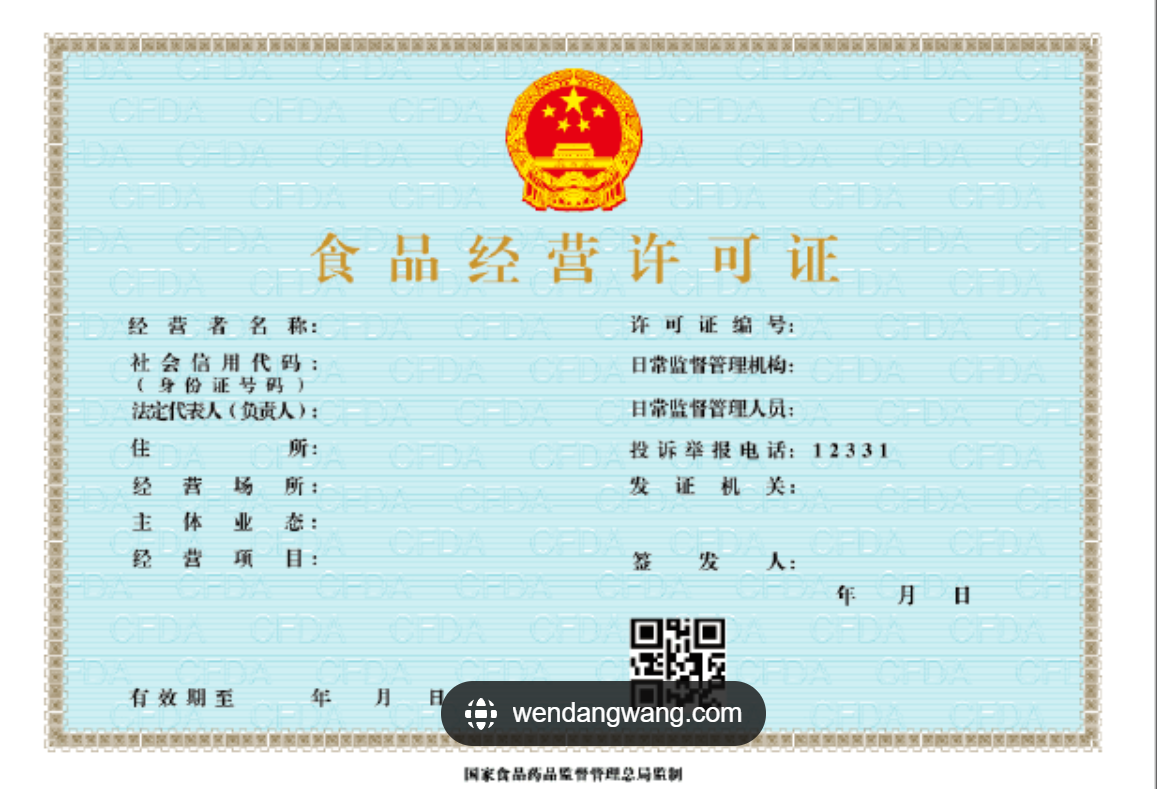 食品经营许可证
经营者名称:
社会信用代码:
(身份证号码)
法定代表人(负责人):
住所:
经营场所:
主体业态:
经营项目:
有效期至 年 月 日
许可证编号:
日常监督管理机构:
日常监督管理人员:
投诉举报电话: 12331
发证机关:
签发人:
年 月 日
wendangwang.com
国家食品药品监督管理总局监制
CFDA